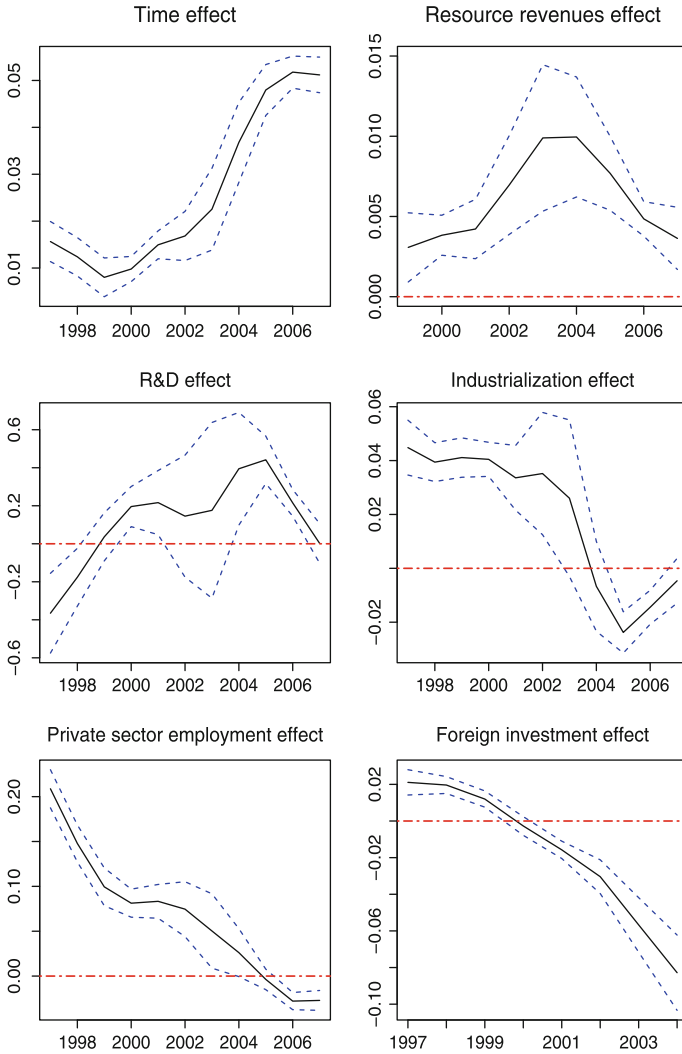 Time effect
0.05
0.03
0.01
1998 2000 2002 2004 2006
Resource revenues effect
0.015
0.010
0.005
0.000
2000 2002 2004 2006
R&D effect
0.6
0.2
−0.2
−0.6
1998 2000 2002 2004 2006
Industrialization effect
0.06
0.04
0.02
−0.02
1998 2000 2002 2004 2006
Private sector employment effect
0.20
0.10
0.00
1998 2000 2002 2004 2006
Foreign investment effect
0.02
−0.02
−0.06
−0.10
1997 1999 2001 2003